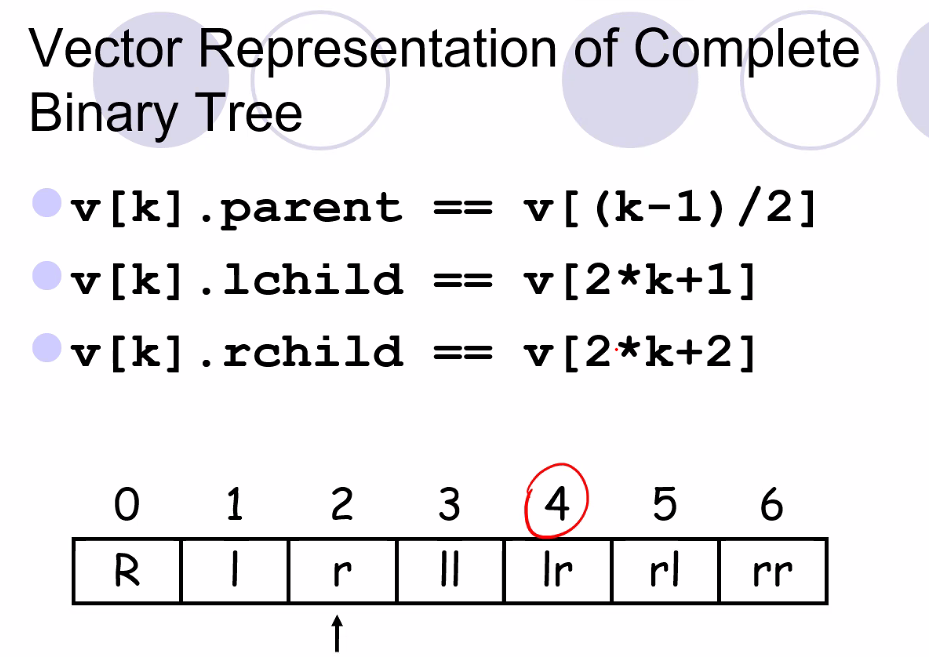 Vector Representation of Complete
Binary Tree
v[k].parent == v[(k-1)/2]
v[k].lchild == v[2*k+1]
v[k].rchild == v[2*k+2]
0 1 2 3 4 5 6
R l r ll lr rl rr